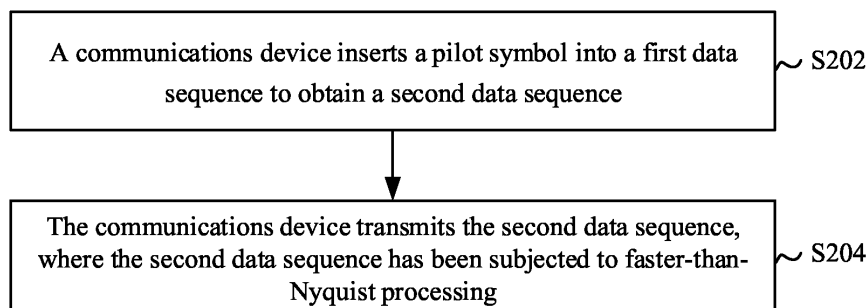 A communications device inserts a pilot symbol into a first data
sequence to obtain a second data sequence
S202
The communications device transmits the second data sequence,
where the second data sequence has been subjected to faster-than-
Nyquist processing
S204